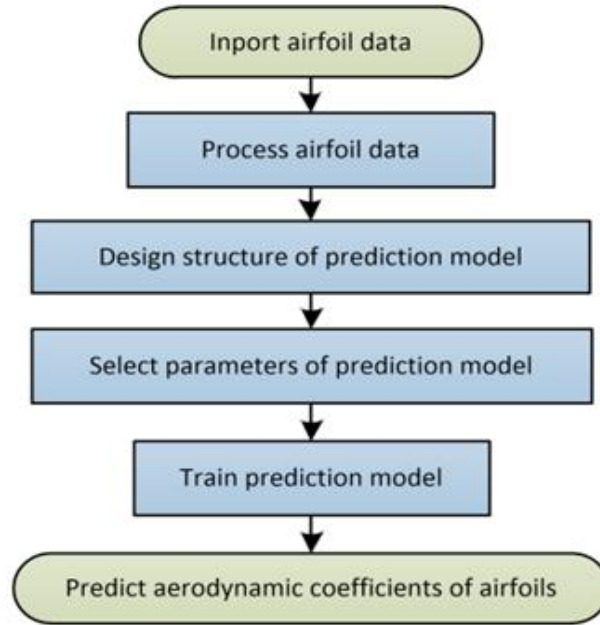 Inport airfoil data
Process airfoil data
Design structure of prediction model
Select parameters of prediction model
Train prediction model
Predict aerodynamic coefficients of airfoils